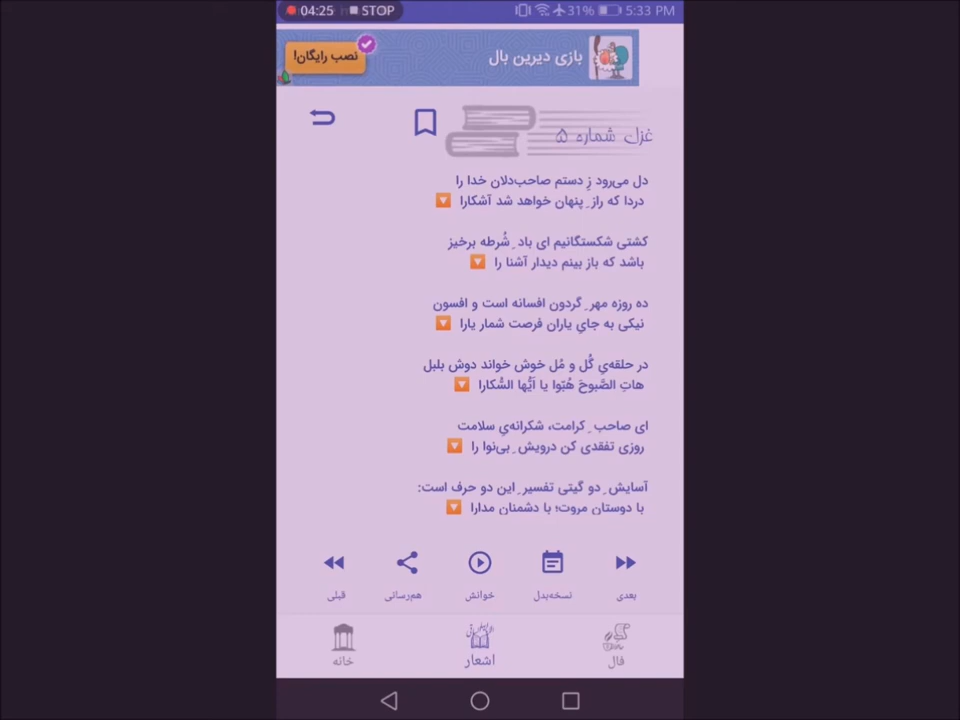 04:25 STOP 31% 5:33 PM
بازی دیرین بال
نصب رایگان!
غزل شماره ۵
دل می‌رود زِ دستم صاحب‌دلان خدا را
دردا که رازِ پنهان خواهد شد آشکارا
کشتی شکستگانیم ای بادِ شُرطه برخیز
باشد که باز بینم دیدار آشنا را
ده روزه مهرِ گردون افسانه است و افسون
نیکی به جایِ یاران فرصت شمار یارا
در حلقه‌یِ گُل و مُل خوش خواند دوش بلبل
هاتِ الصَّبوحَ هُبّوا یا اَیُّها السُّکارا
ای صاحبِ کرامت، شکرانه‌یِ سلامت
روزی تفقدی کن درویشِ بی‌نوا را
آسایشِ دو گیتی تفسیرِ این دو حرف است:
با دوستان مروت؛ با دشمنان مدارا
بعدی نسخه‌بدل خوانش هم‌رسانی قبلی
فال اشعار خانه